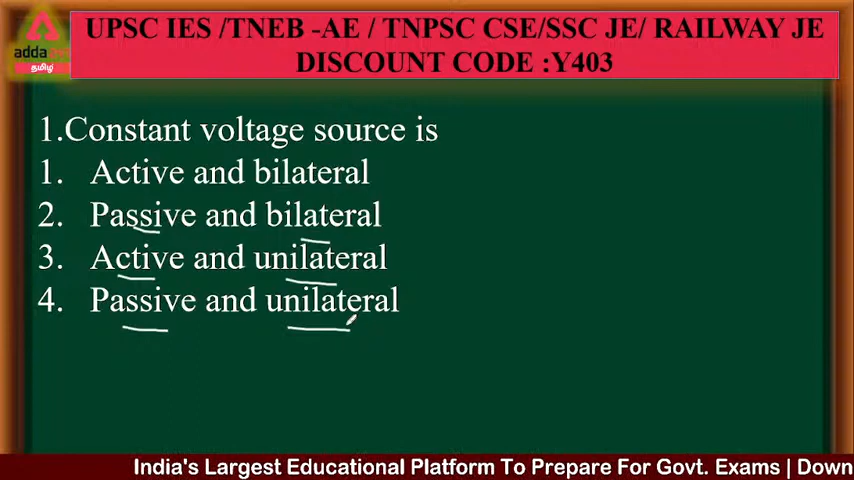 UPSC IES /TNEB -AE / TNPSC CSE/SSC JE/ RAILWAY JE
DISCOUNT CODE :Y403
தமிழ்
1.Constant voltage source is
1. Active and bilateral
2. Passive and bilateral
3. Active and unilateral
4. Passive and unilateral
India's Largest Educational Platform To Prepare For Govt. Exams | Down